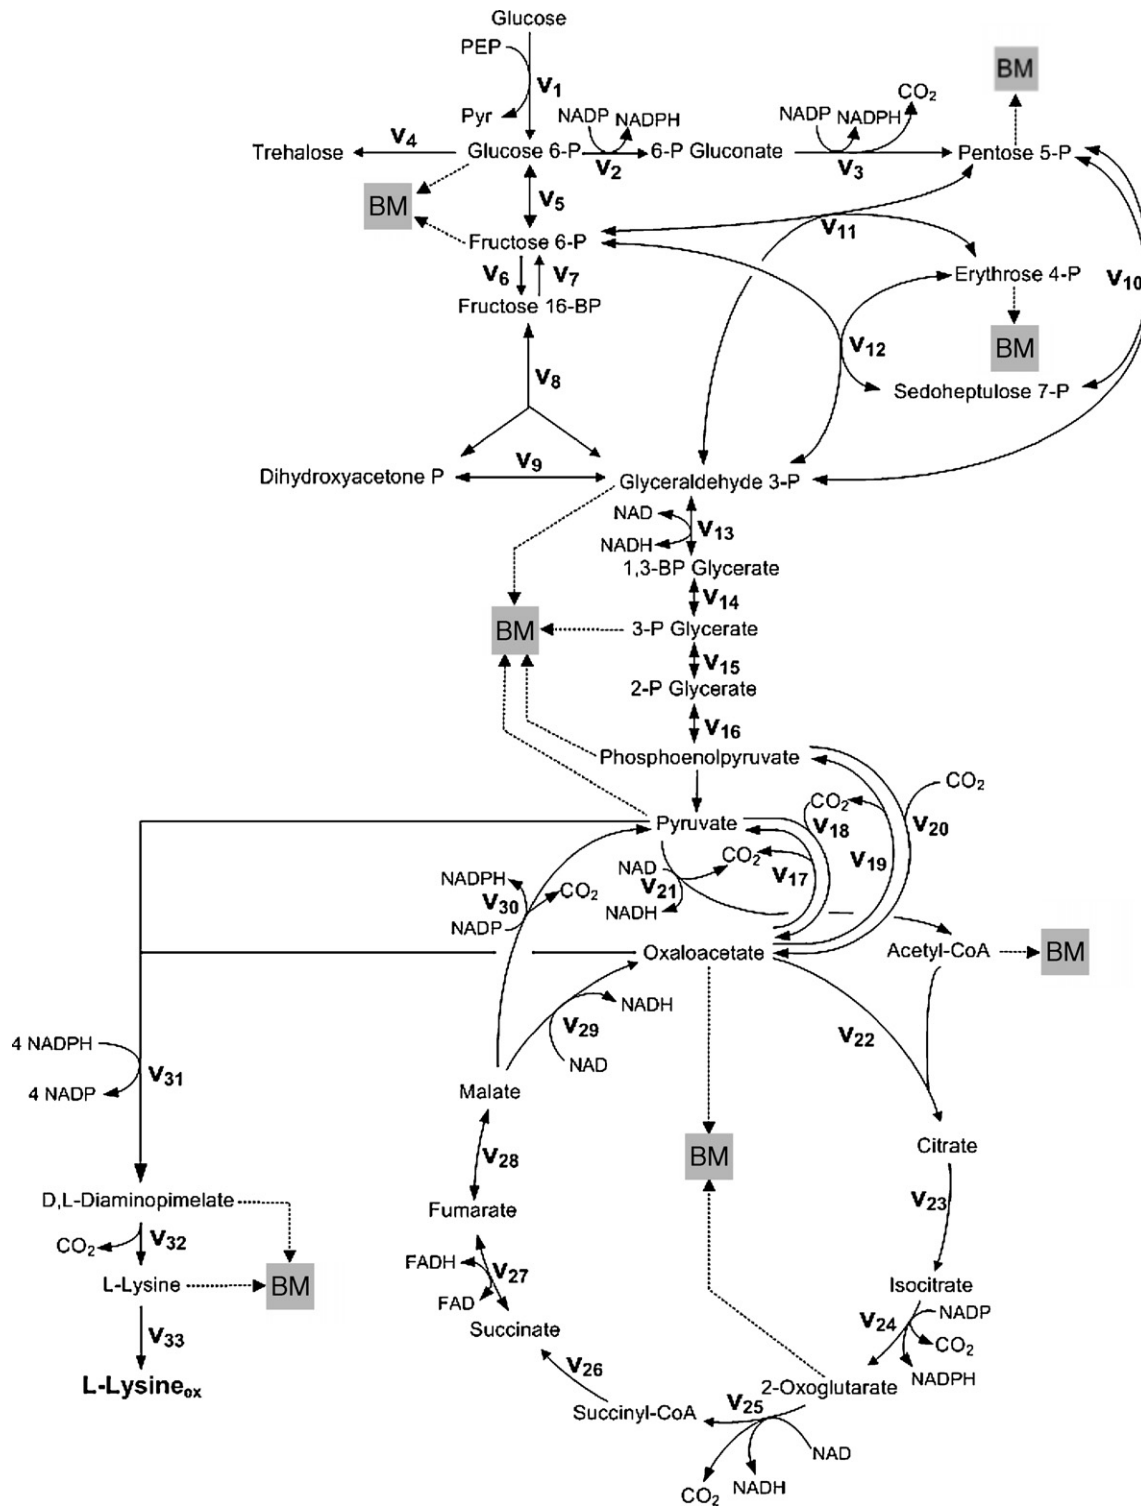 Glucose
PEP
V1
Pyr
BM
CO2
NADP NADPH
NADP NADPH
Trehalose
V4
Glucose 6-P
V2
6-P Gluconate
V3
Pentose 5-P
BM
V5
Fructose 6-P
V11
V6
V7
Erythrose 4-P
V10
Fructose 16-BP
BM
V12
V8
Sedoheptulose 7-P
Dihydroxyacetone P
V9
Glyceraldehyde 3-P
NAD
V13
NADH
1,3-BP Glycerate
V14
BM
3-P Glycerate
V15
2-P Glycerate
V16
Phosphoenolpyruvate
CO2
CO2
Pyruvate
V18
V20
CO2
V19
NAD
V17
V21
NADH
NADPH
CO2
V30
NADP
Oxaloacetate
Acetyl-CoA
BM
NADH
V29
NAD
V22
4 NADPH
V31
4 NADP
Malate
Citrate
BM
V28
V23
D,L-Diaminopimelate
Fumarate
CO2
V32
FADH
V27
FAD
L-Lysine
BM
Isocitrate
NADP
V24
CO2
NADPH
V33
Succinate
L-Lysineox
V26
2-Oxoglutarate
V25
Succinyl-CoA
NAD
NADH
CO2